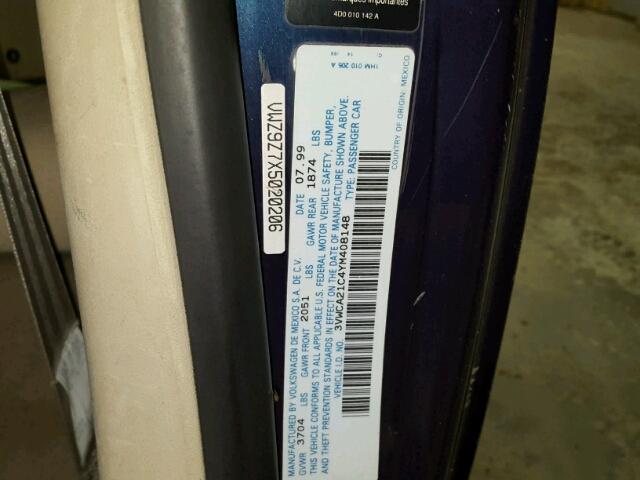 arques importantes
4D0 010 142 A
VWZ9Z7X5020206
1HM 010 205 A
MANUFACTURED BY VOLKSWAGEN DE MEXICO S.A. DE C.V. DATE 07.99
GVWR 3704 LBS GAWR FRONT 2051 LBS GAWR REAR 1874 LBS
THIS VEHICLE CONFORMS TO ALL APPLICABLE U.S. FEDERAL MOTOR VEHICLE SAFETY, BUMPER,
AND THEFT PREVENTION STANDARDS IN EFFECT ON THE DATE OF MANUFACTURE SHOWN ABOVE.
VEHICLE I.D. NO. 3VWCA21C4YM408148 TYPE: PASSENGER CAR
COUNTRY OF ORIGIN: MEXICO